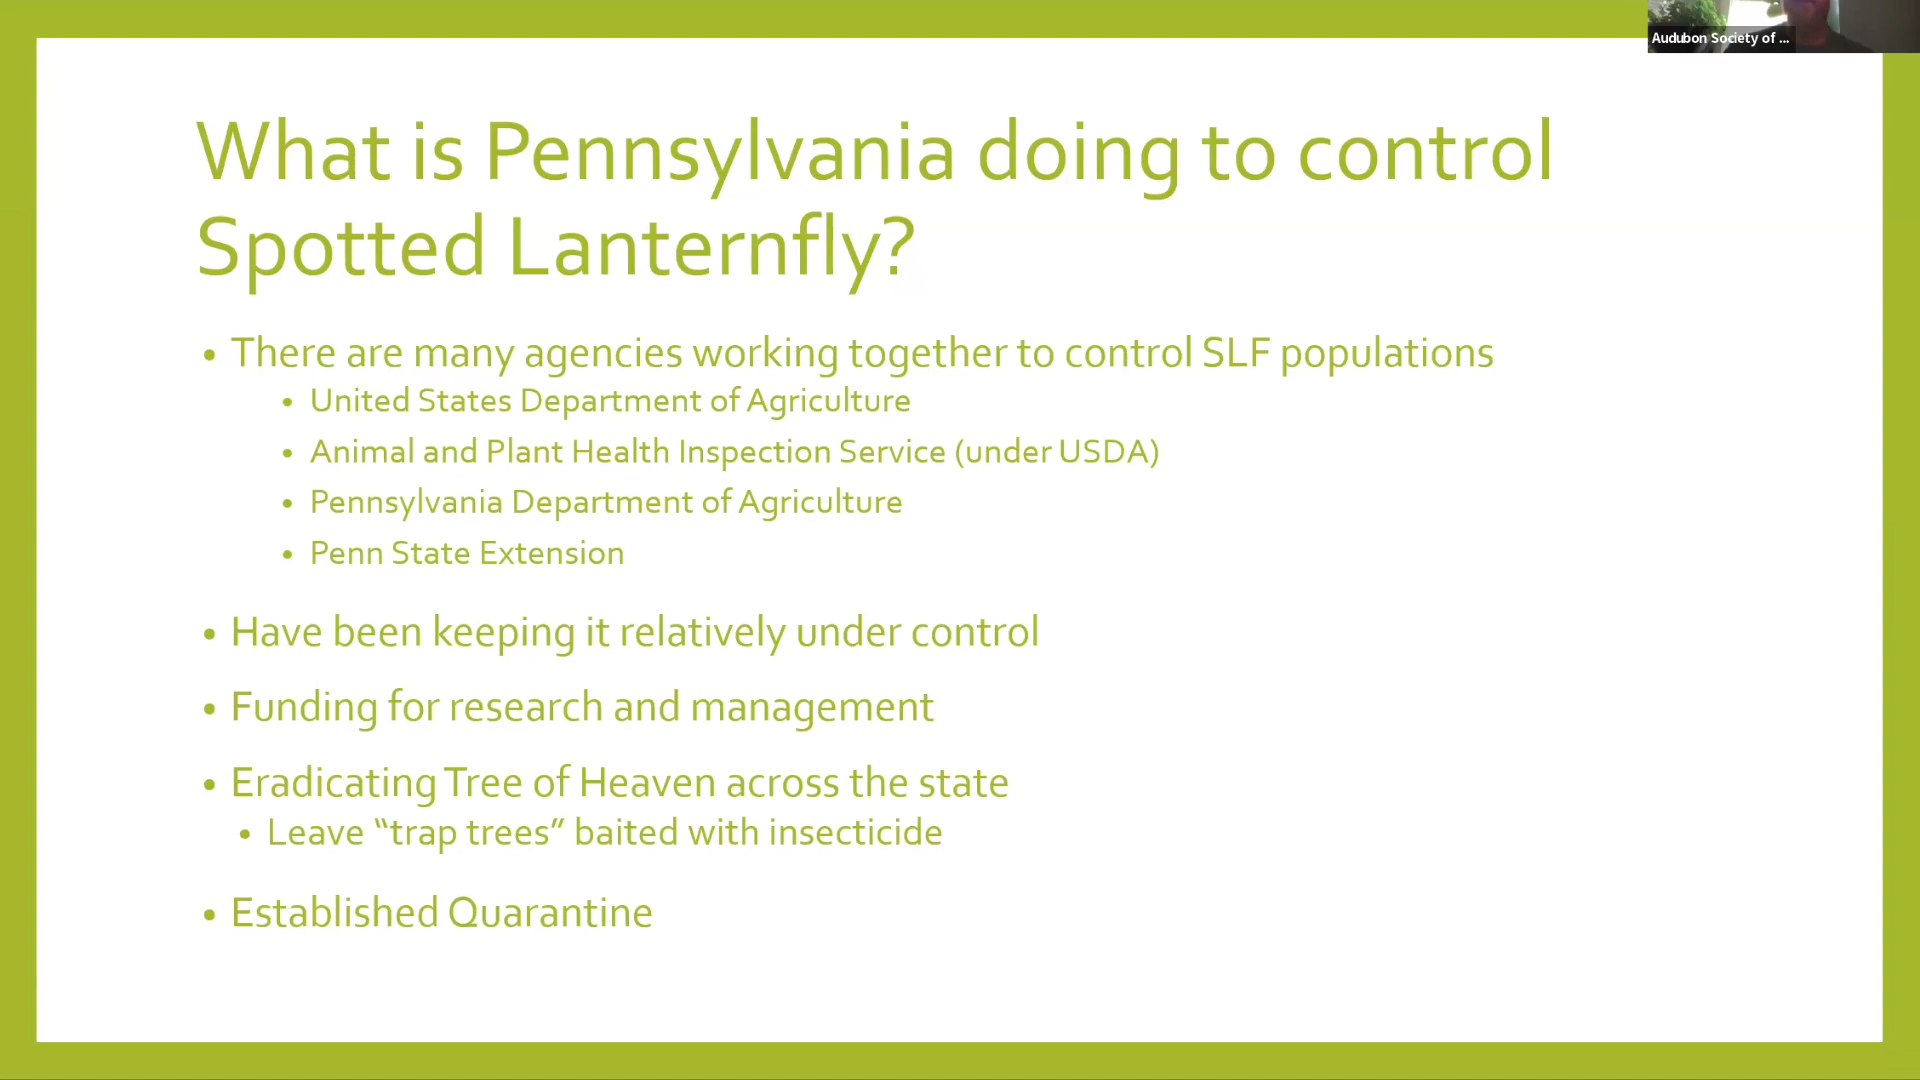 Audubon Society of ...
What is Pennsylvania doing to control
Spotted Lanternfly?
• There are many agencies working together to control SLF populations
• United States Department of Agriculture
• Animal and Plant Health Inspection Service (under USDA)
• Pennsylvania Department of Agriculture
• Penn State Extension
• Have been keeping it relatively under control
• Funding for research and management
• Eradicating Tree of Heaven across the state
• Leave “trap trees” baited with insecticide
• Established Quarantine